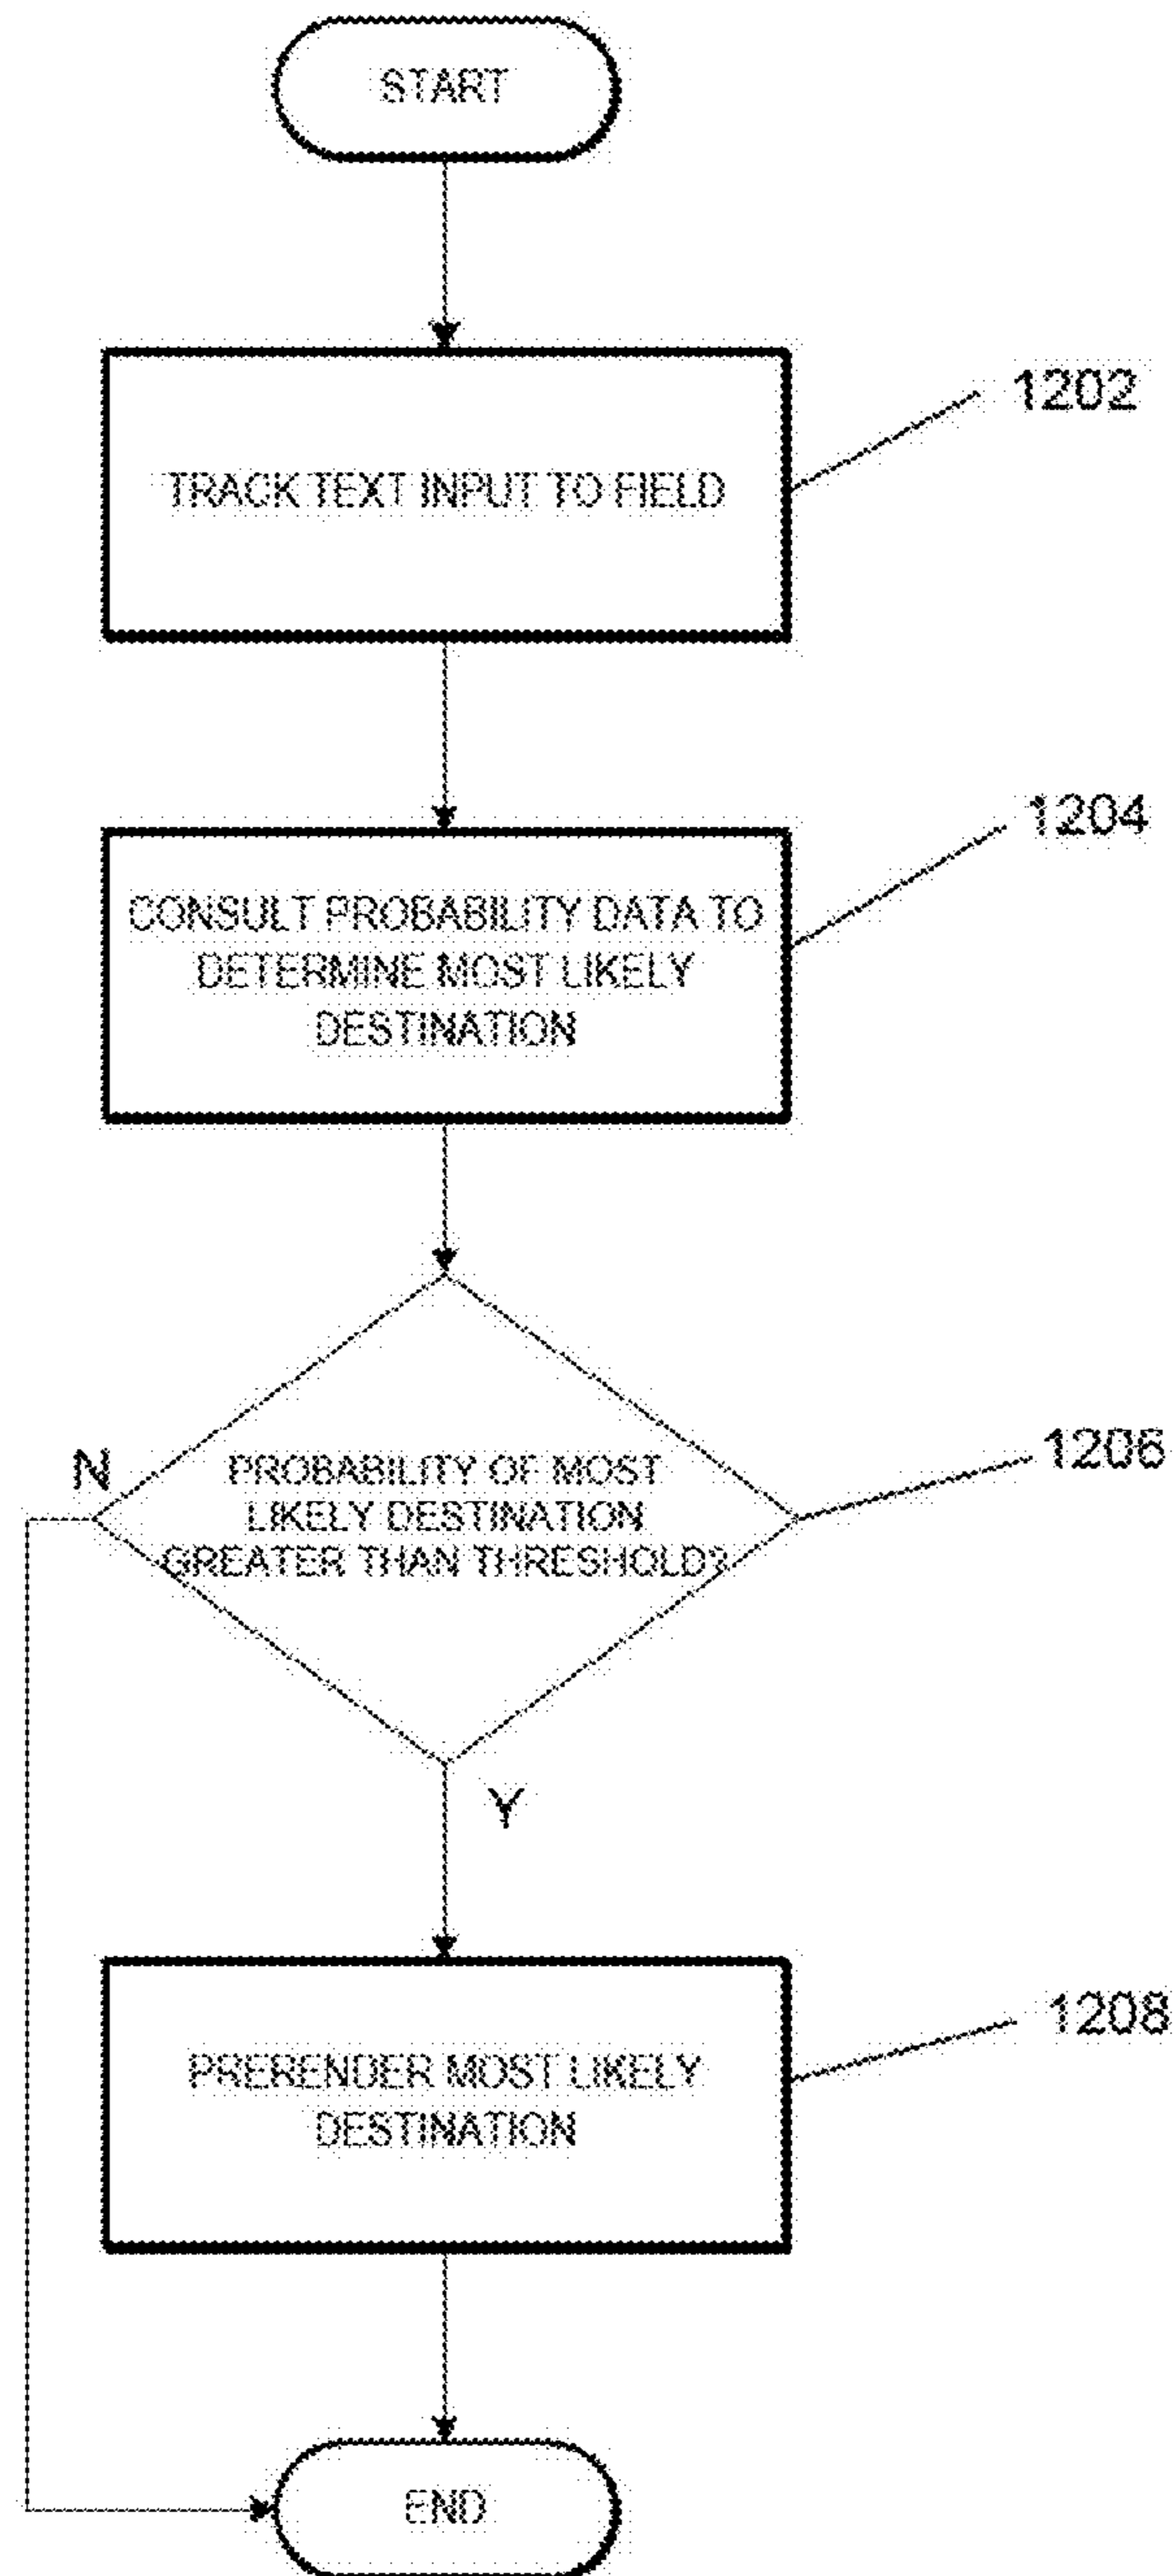 START
TRACK TEXT INPUT TO FIELD
1202
CONSULT PROBABILITY DATA TO
DETERMINE MOST LIKELY
DESTINATION
1204
N
PROBABILITY OF MOST
LIKELY DESTINATION
GREATER THAN THRESHOLD?
1206
Y
PRERENDER MOST LIKELY
DESTINATION
1208
END